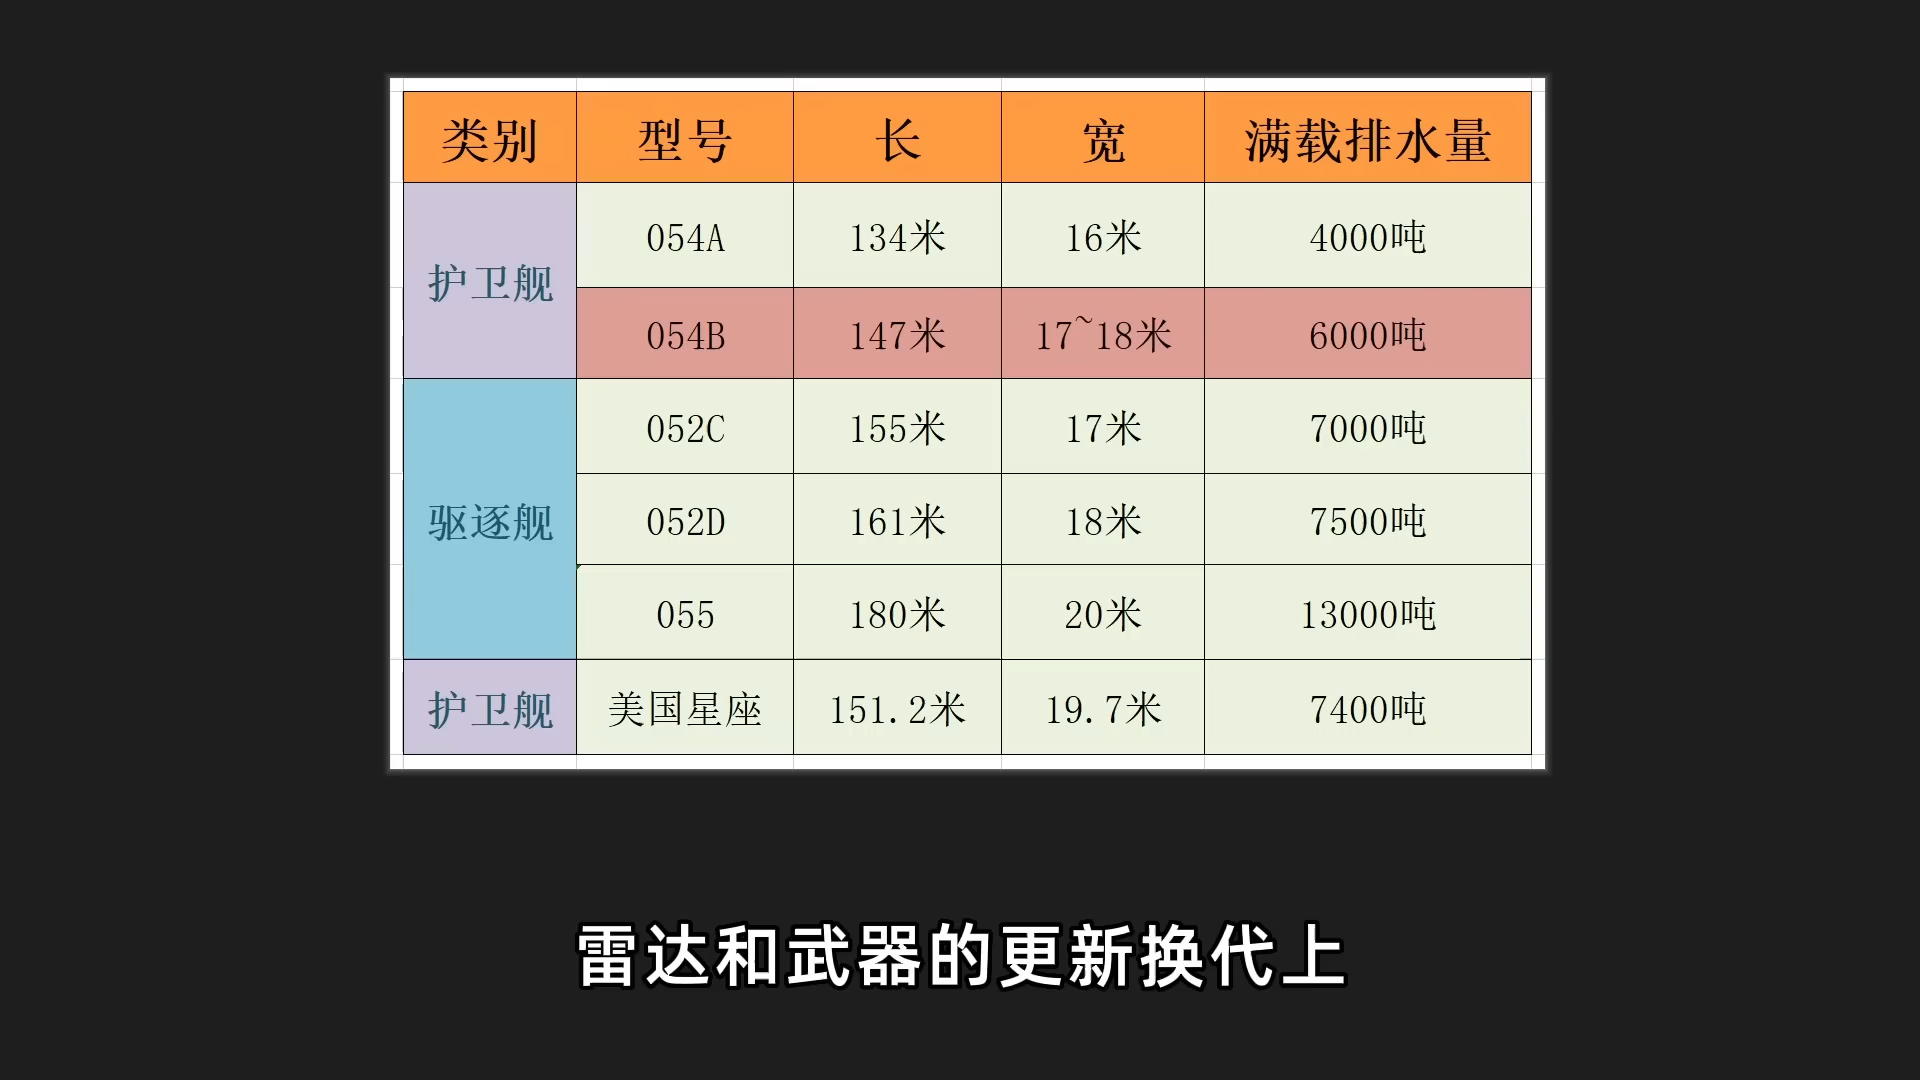 类别 型号 长 宽 满载排水量
护卫舰 054A 134米 16米 4000吨
054B 147米 17~18米 6000吨
驱逐舰 052C 155米 17米 7000吨
052D 161米 18米 7500吨
055 180米 20米 13000吨
护卫舰 美国星座 151.2米 19.7米 7400吨
雷达和武器的更新换代上